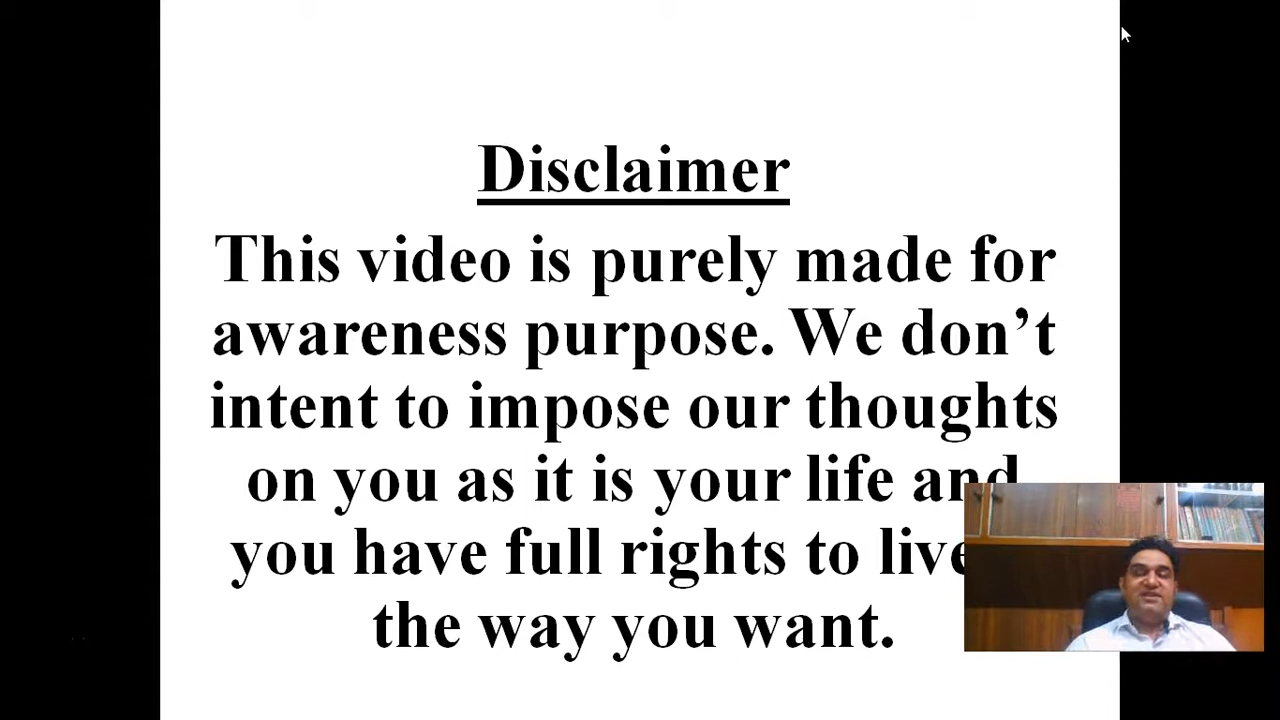 Disclaimer
This video is purely made for
awareness purpose. We don’t
intent to impose our thoughts
on you as it is your life and
you have full rights to live
the way you want.